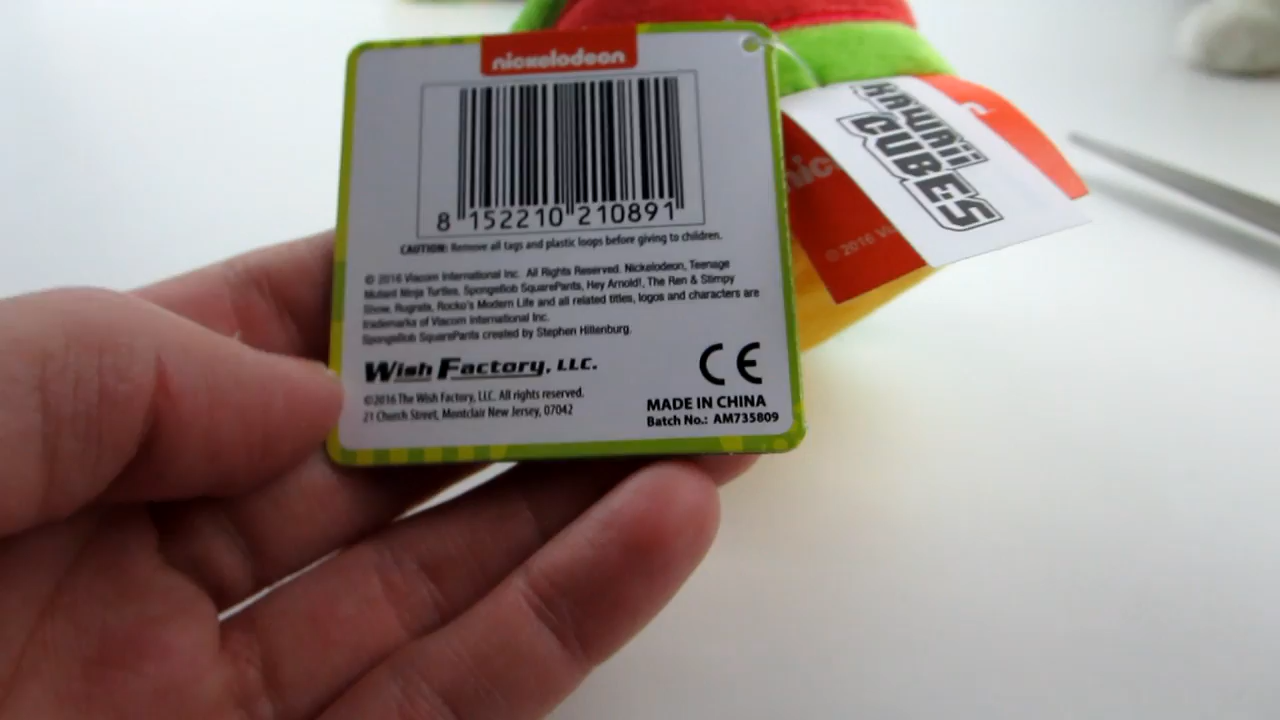 nickelodeon
8 152210 210891
CAUTION: Remove all tags and plastic loops before giving to children.
© 2016 Viacom International Inc. All Rights Reserved. Nickelodeon, Teenage
Mutant Ninja Turtles, SpongeBob SquarePants, Hey Arnold!, The Ren & Stimpy
Show, Rugrats, Rocko's Modern Life and all related titles, logos and characters are
trademarks of Viacom International Inc.
SpongeBob SquarePants created by Stephen Hillenburg.
Wish Factory, LLC.
©2016 The Wish Factory, LLC. All rights reserved.
21 Church Street, Montclair New Jersey, 07042
CE
MADE IN CHINA
Batch No.: AM735809
KAWAII
CUBES
nic
© 2016 Vi